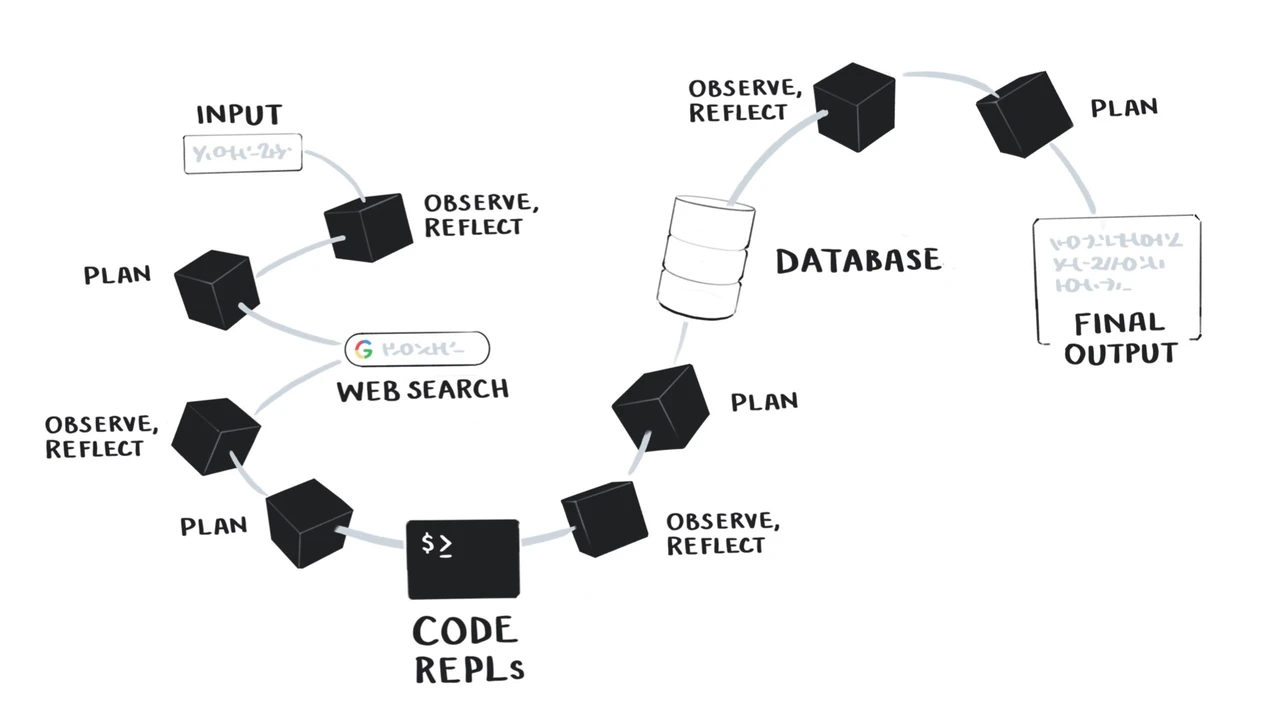 INPUT
OBSERVE,
REFLECT
PLAN
G
WEB SEARCH
OBSERVE,
REFLECT
PLAN
$>
CODE
REPLs
OBSERVE,
REFLECT
PLAN
DATABASE
OBSERVE,
REFLECT
PLAN
FINAL
OUTPUT